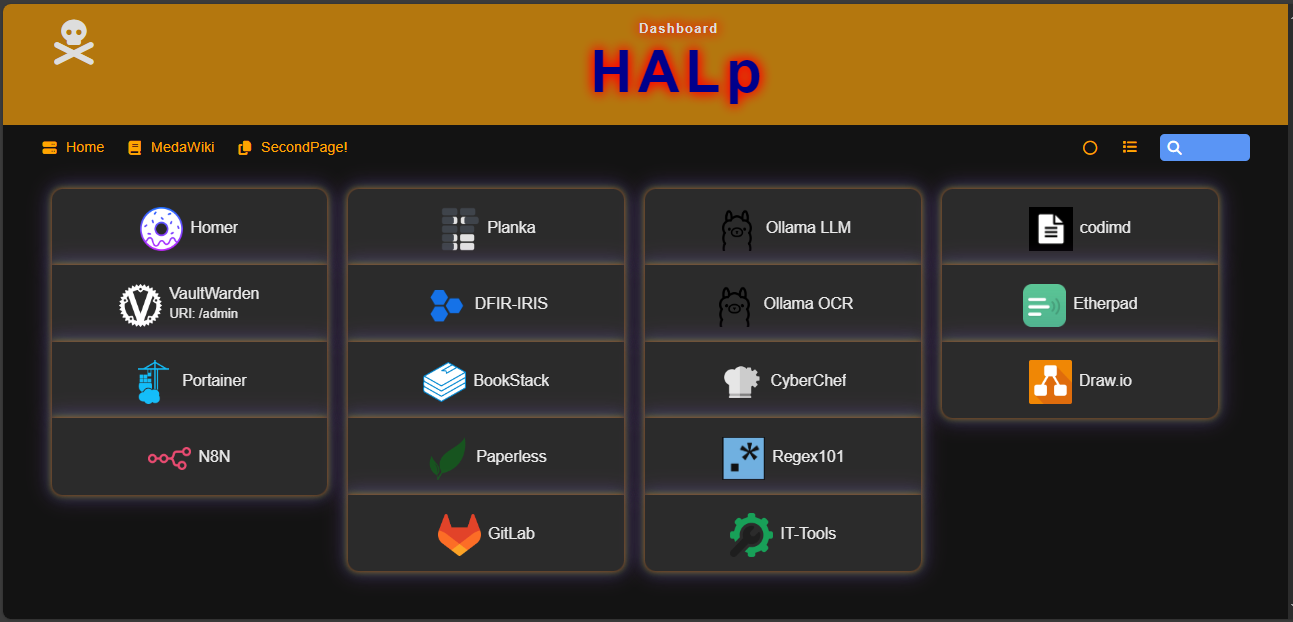 Dashboard
HALp
Home
MedaWiki
SecondPage!
Homer
VaultWarden
URI: /admin
Portainer
N8N
Planka
DFIR-IRIS
BookStack
Paperless
GitLab
Ollama LLM
Ollama OCR
CyberChef
Regex101
IT-Tools
codimd
Etherpad
Draw.io